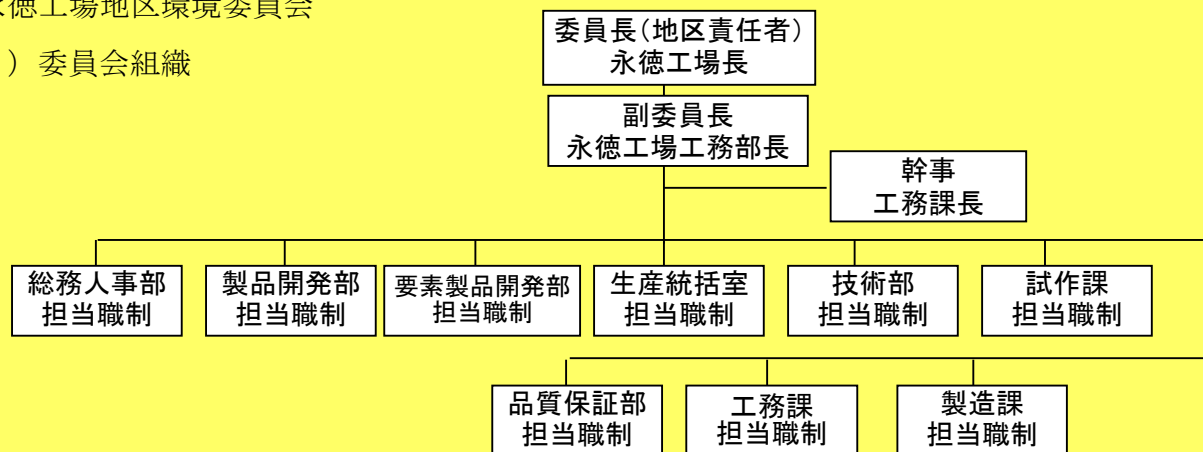 永徳工場地区環境委員会
）委員会組織
委員長（地区責任者）
永徳工場長
副委員長
永徳工場工務部長
幹事
工務課長
総務人事部
担当職制
製品開発部
担当職制
要素製品開発部
担当職制
生産統括室
担当職制
技術部
担当職制
試作課
担当職制
品質保証部
担当職制
工務課
担当職制
製造課
担当職制